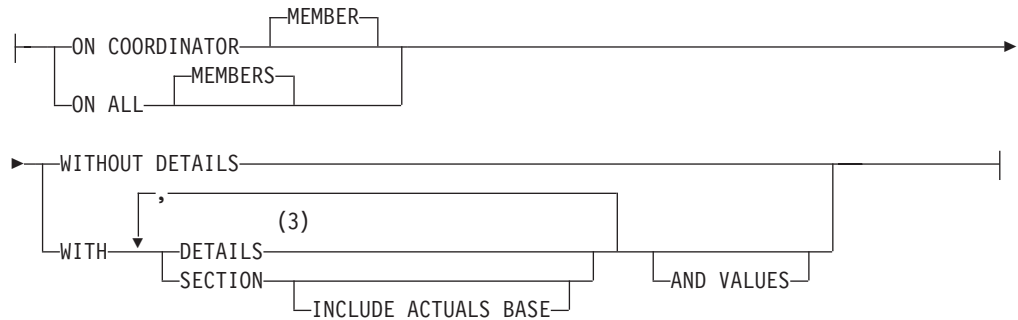 MEMBER
ON COORDINATOR
MEMBERS
ON ALL
WITHOUT DETAILS
,
(3)
WITH DETAILS
SECTION AND VALUES
INCLUDE ACTUALS BASE